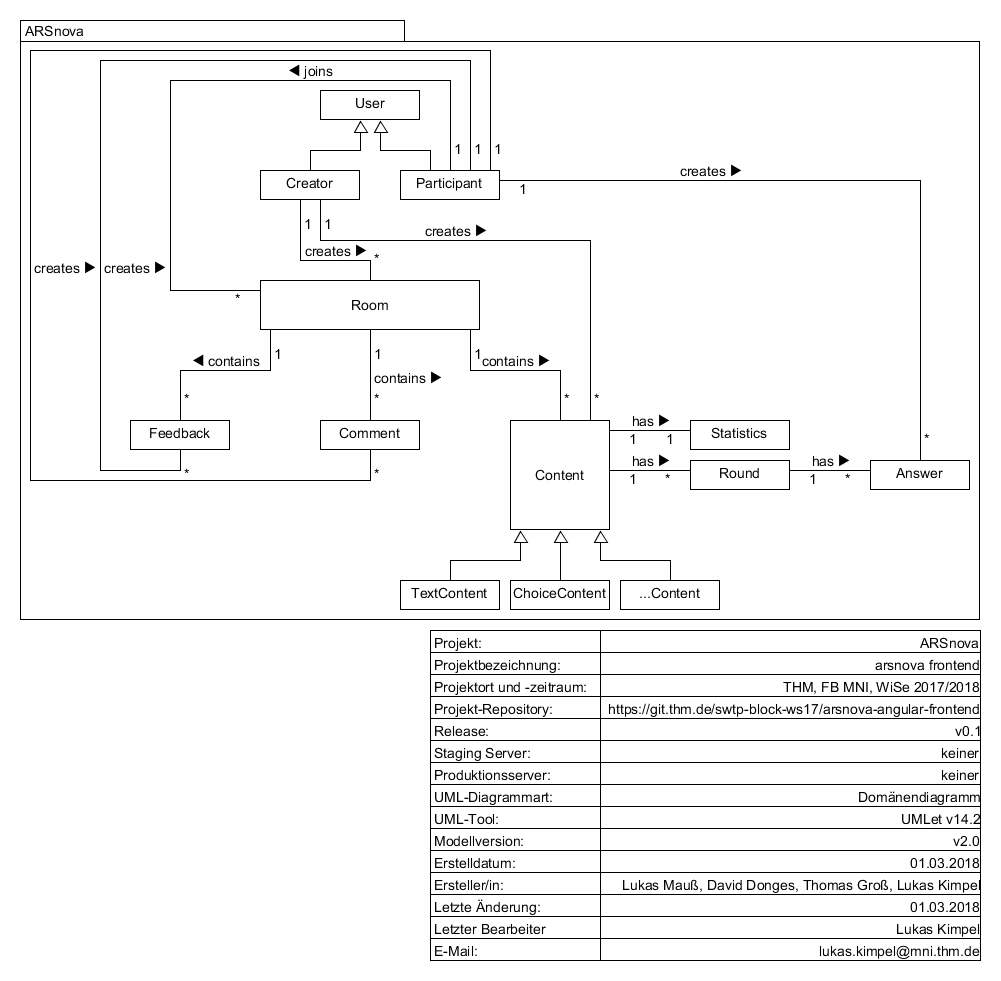 ARSnova
◀ joins
User
1 1 1
creates ▶
Creator
Participant
1
1 1
creates ▶
creates ▶
*
creates ▶ creates ▶
*
Room
1 1 1
◀ contains
contains ▶
contains ▶
* * * *
Feedback
Comment
has ▶
1 1
Statistics
*
* *
Content
has ▶
1 *
Round
has ▶
1 *
Answer
TextContent
ChoiceContent
...Content
Projekt: ARSnova
Projektbezeichnung: arsnova frontend
Projektort und -zeitraum: THM, FB MNI, WiSe 2017/2018
Projekt-Repository: https://git.thm.de/swtp-block-ws17/arsnova-angular-frontend
Release: v0.1
Staging Server: keiner
Produktionsserver: keiner
UML-Diagrammart: Domänendiagramm
UML-Tool: UMLet v14.2
Modellversion: v2.0
Erstelldatum: 01.03.2018
Ersteller/in: Lukas Mauß, David Donges, Thomas Groß, Lukas Kimpel
Letzte Änderung: 01.03.2018
Letzter Bearbeiter Lukas Kimpel
E-Mail: lukas.kimpel@mni.thm.de